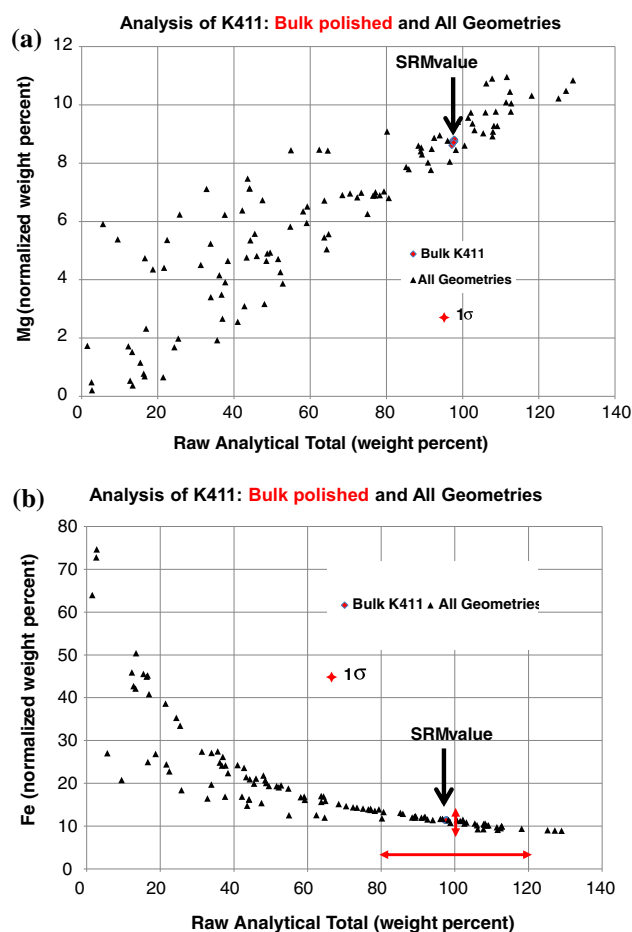 (a)
Analysis of K411: Bulk polished and All Geometries
12
10
8
6
4
2
0
Mg (normalized weight percent)
SRMvalue
Bulk K411
All Geometries
1σ
0 20 40 60 80 100 120 140
Raw Analytical Total (weight percent)
(b)
Analysis of K411: Bulk polished and All Geometries
80
70
60
50
40
30
20
10
0
Fe (normalized weight percent)
Bulk K411 All Geometries
1σ
SRMvalue
0 20 40 60 80 100 120 140
Raw Analytical Total (weight percent)